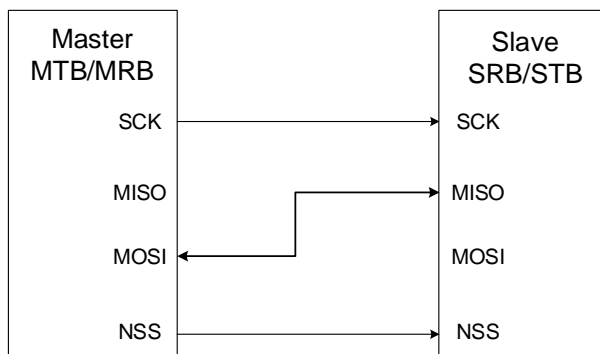 Master
MTB/MRB
SCK
MISO
MOSI
NSS
Slave
SRB/STB
SCK
MISO
MOSI
NSS